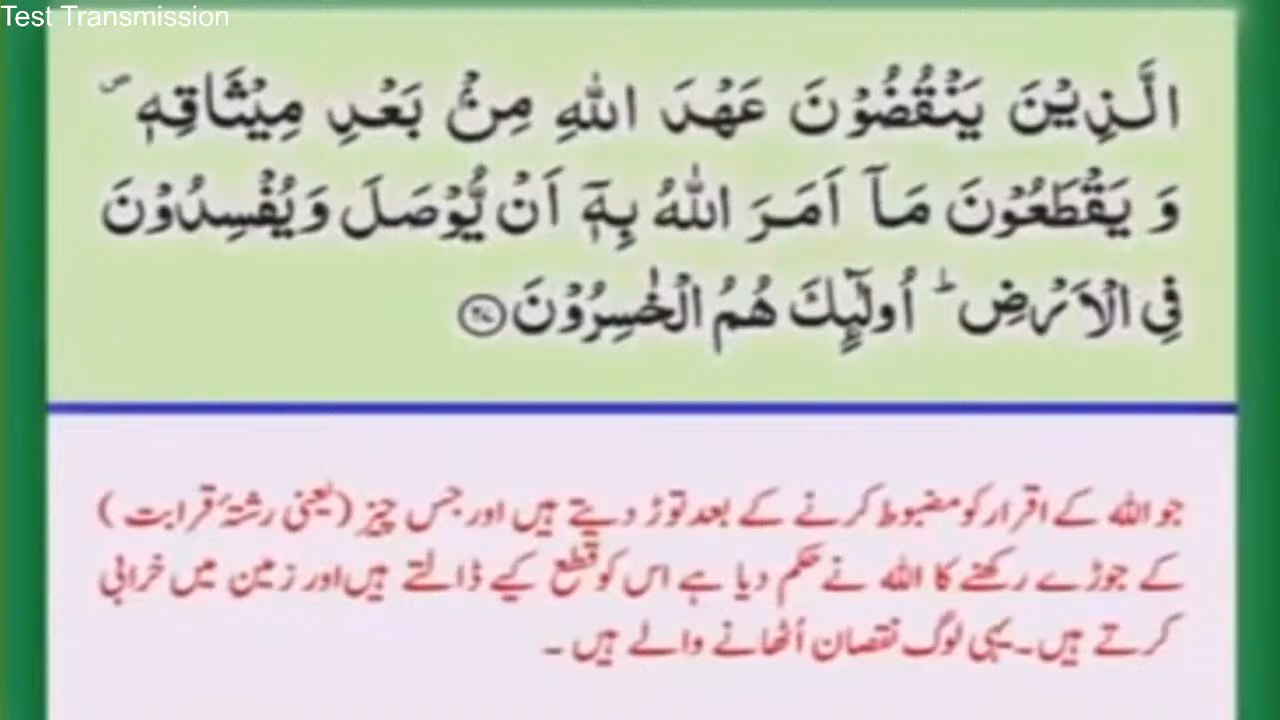 Test Transmission
الَّذِیْنَ یَنْقُضُوْنَ عَهْدَ اللّٰهِ مِنْۢ بَعْدِ مِیْثَاقِهٖ ۪
وَ یَقْطَعُوْنَ مَاۤ اَمَرَ اللّٰهُ بِهٖۤ اَنْ یُّوْصَلَ وَ یُفْسِدُوْنَ
فِی الْاَرْضِ ؕ اُولٰٓىِٕكَ هُمُ الْخٰسِرُوْنَ ﴿۲۷﴾
جو اللہ کے اقرار کو مضبوط کرنے کے بعد توڑ دیتے ہیں اور جس چیز (یعنی رشتۂ قرابت )
کے جوڑے رکھنے کا اللہ نے حکم دیا ہے اس کو قطع کیے ڈالتے ہیں اور زمین میں خرابی
کرتے ہیں۔ یہی لوگ نقصان اُٹھانے والے ہیں ۔